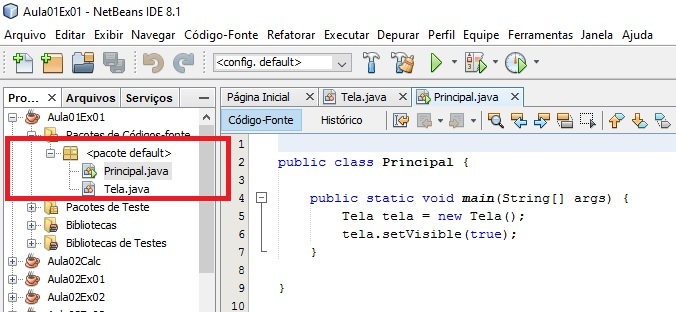 Aula01Ex01 - NetBeans IDE 8.1
Arquivo Editar Exibir Navegar Código-Fonte Refatorar Executar Depurar Perfil Equipe Ferramentas Janela Ajuda
<config. default>
Pro... Arquivos Serviços
Aula01Ex01
Pacotes de Códigos-fonte
<pacote default>
Principal.java
Tela.java
Pacotes de Teste
Bibliotecas
Bibliotecas de Testes
Aula02Calc
Aula02Ex01
Aula02Ex02
Página Inicial Tela.java Principal.java
Código-Fonte Histórico
1
2 public class Principal {
3
4 public static void main(String[] args) {
5 Tela tela = new Tela();
6 tela.setVisible(true);
7 }
8
9 }
10